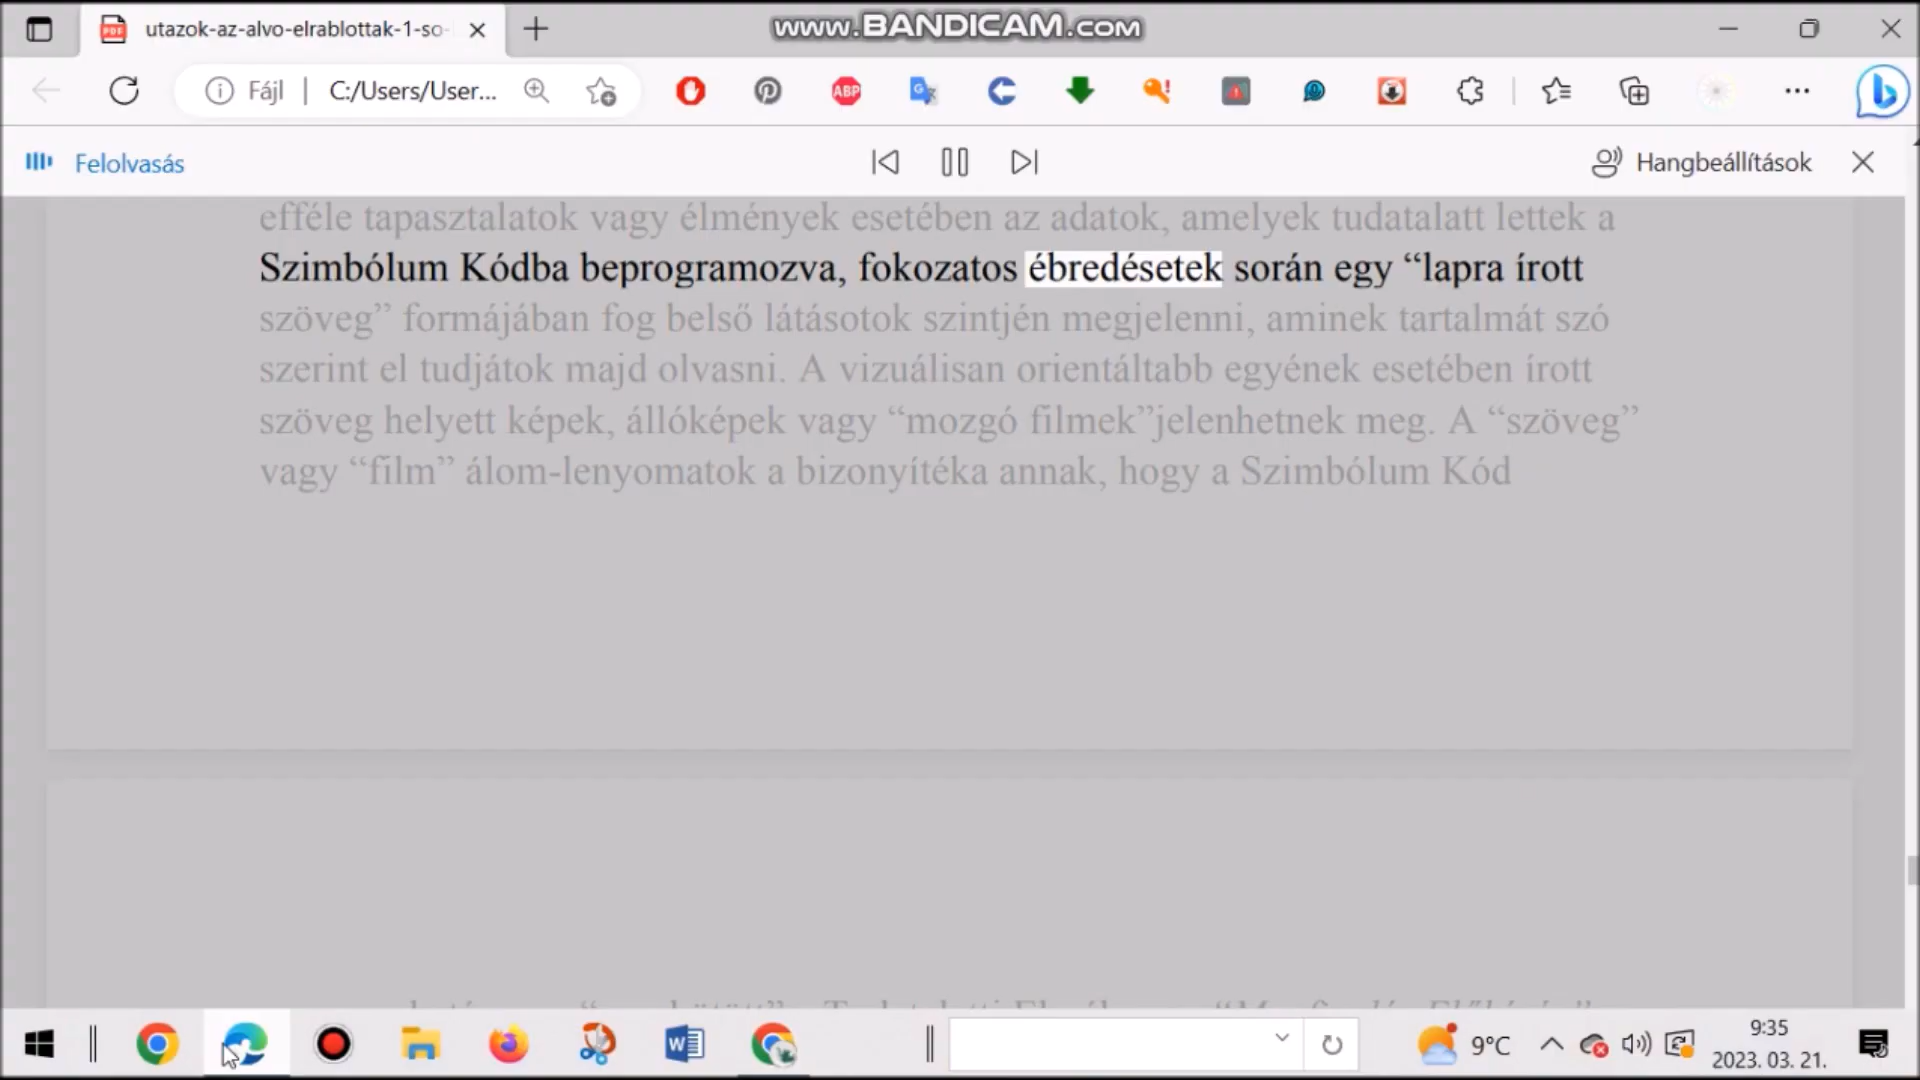 utazok-az-alvo-elrablottak-1-so-
www.BANDICAM.com
Fájl
C:/Users/User...
ABP
Felolvasás
Hangbeállítások
efféle tapasztalatok vagy élmények esetében az adatok, amelyek tudatalatt lettek a
Szimbólum Kódba beprogramozva, fokozatos ébredésetek során egy “lapra írott
szöveg” formájában fog belső látásotok szintjén megjelenni, aminek tartalmát szó
szerint el tudjátok majd olvasni. A vizuálisan orientáltabb egyének esetében írott
szöveg helyett képek, állóképek vagy “mozgó filmek”jelenhetnek meg. A “szöveg”
vagy “film” álom-lenyomatok a bizonyítéka annak, hogy a Szimbólum Kód
9°C
9:35
2023. 03. 21.